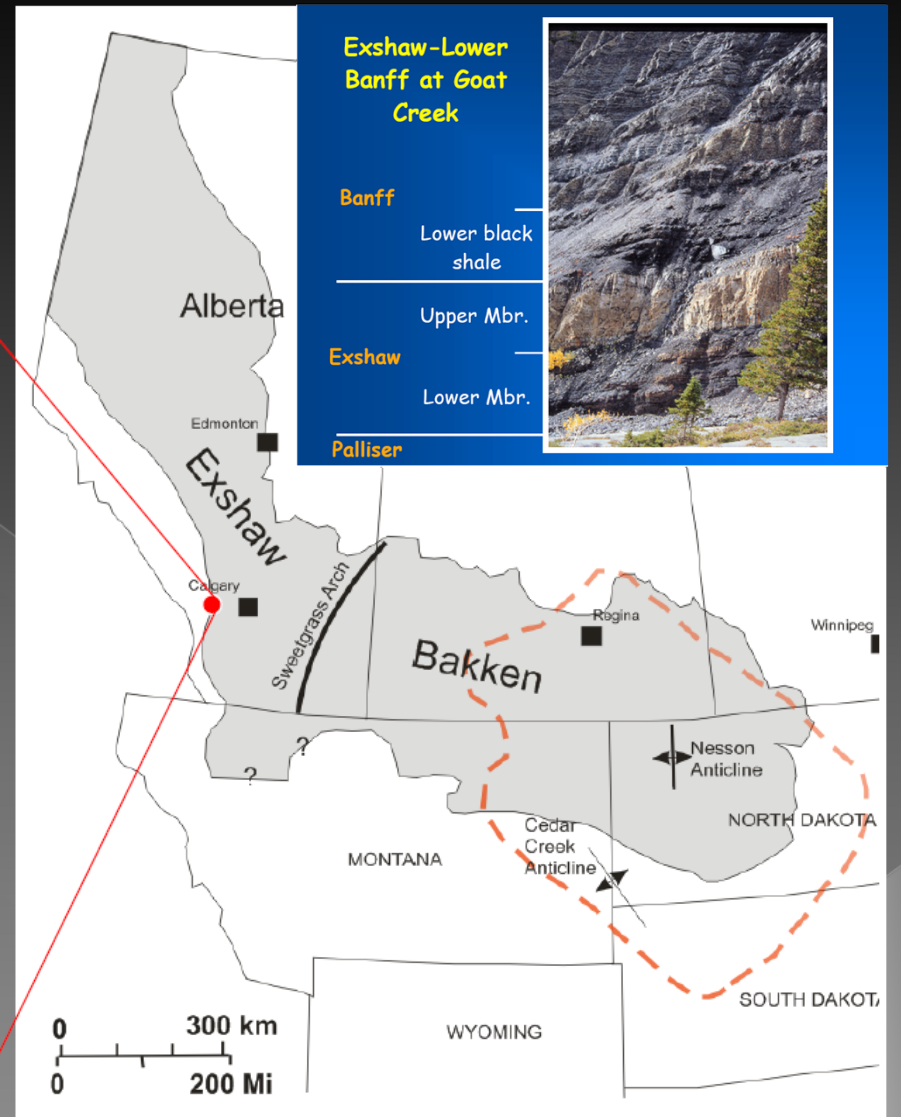 Exshaw-Lower
Banff at Goat
Creek
Banff
Lower black
shale
Upper Mbr.
Exshaw
Lower Mbr.
Palliser
Alberta
Edmonton
Exshaw
Calgary
Sweetgrass Arch
Bakken
Regina
Winnipeg
?
?
Nesson
Anticline
NORTH DAKOTA
Cedar
Creek
Anticline
MONTANA
SOUTH DAKOTA
WYOMING
0 300 km
0 200 Mi